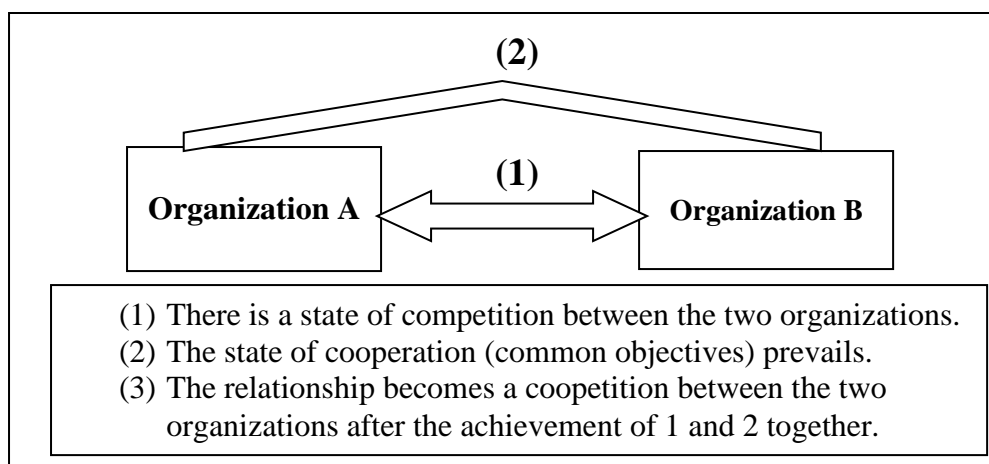 (2)
(1)
Organization A
Organization B
(1) There is a state of competition between the two organizations.
(2) The state of cooperation (common objectives) prevails.
(3) The relationship becomes a coopetition between the two
organizations after the achievement of 1 and 2 together.